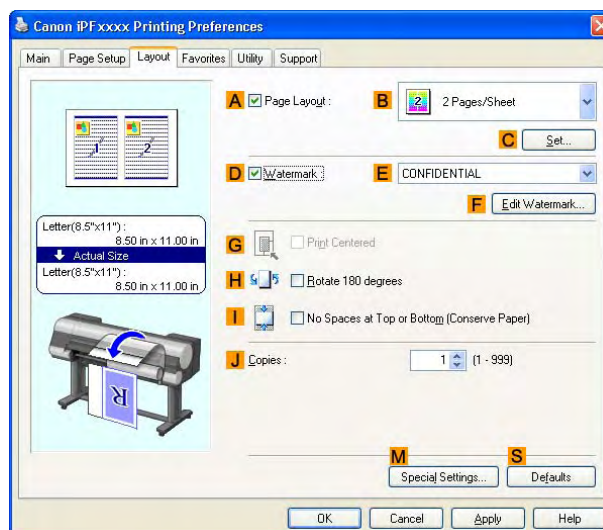 Canon iPFxxxx Printing Preferences
Main Page Setup Layout Favorites Utility Support
A Page Layout : B 2 2 Pages/Sheet
1 2
C Set...
D Watermark : E CONFIDENTIAL
F Edit Watermark...
Letter(8.5"x11") :
8.50 in x 11.00 in
Actual Size
Letter(8.5"x11") :
8.50 in x 11.00 in
G Print Centered
H Rotate 180 degrees
I No Spaces at Top or Bottom (Conserve Paper)
J Copies : 1 (1 - 999)
R
M S
Special Settings... Defaults
OK Cancel Apply Help